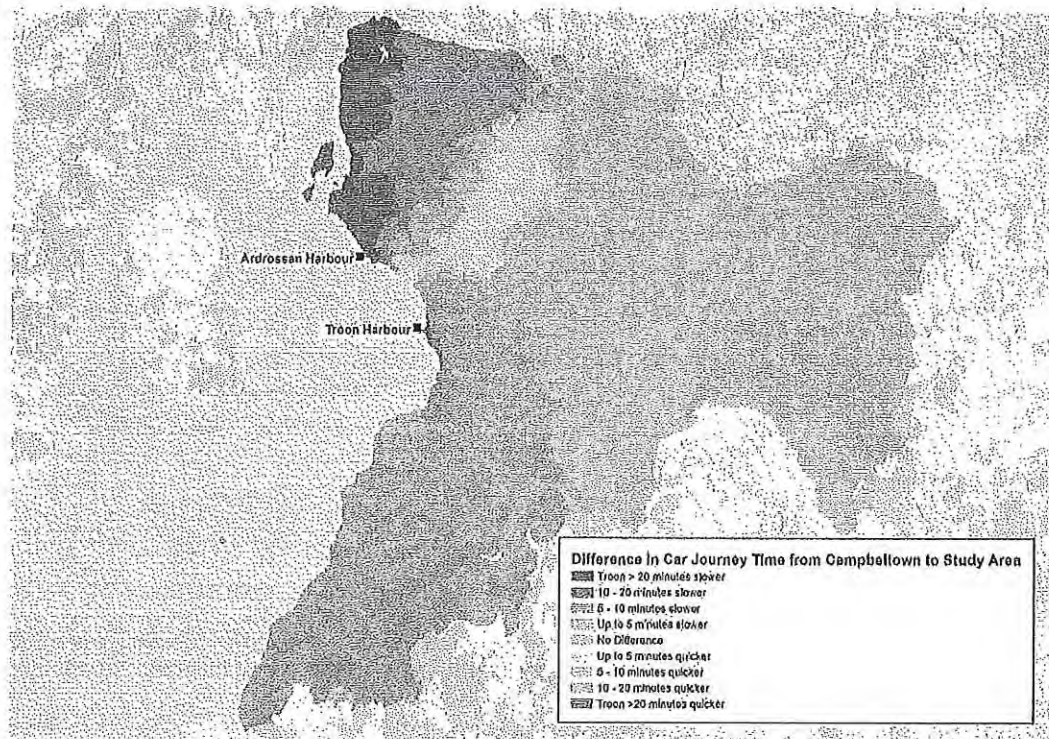 Ardrossan Harbour
Troon Harbour
Difference in Car Journey Time from Campbeltown to Study Area
Troon > 20 minutes slower
10 - 20 minutes slower
5 - 10 minutes slower
Up to 5 minutes slower
No Difference
Up to 5 minutes quicker
5 - 10 minutes quicker
10 - 20 minutes quicker
Troon >20 minutes quicker